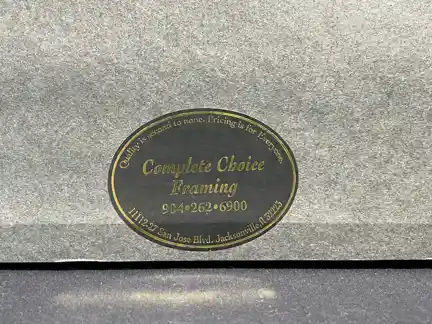 Quality is second to none. Pricing is for Everyone.
Complete Choice
Framing
904•262•6900
11112-27 San Jose Blvd. Jacksonville, fl 32223